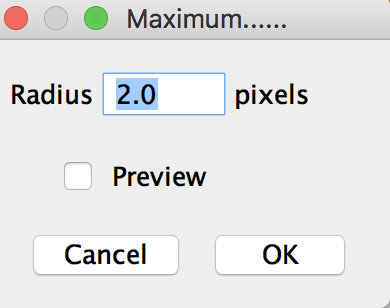 Maximum......
Radius 2.0 pixels
Preview
Cancel OK